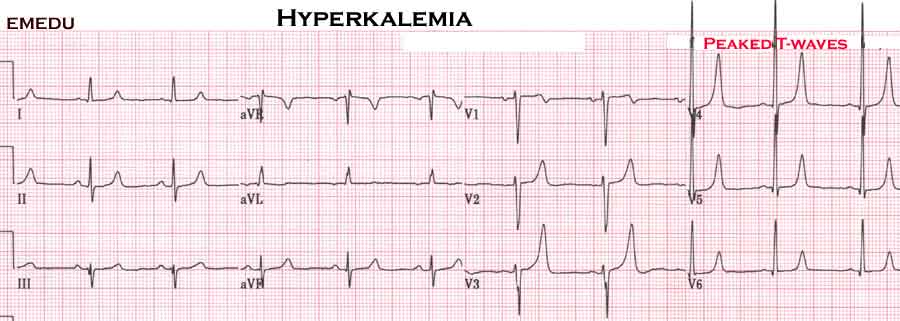 HYPERKALEMIA
EMEDU
PEAKED T-WAVES
I
aVR
V1
V4
II
aVL
V2
V5
III
aVF
V3
V6